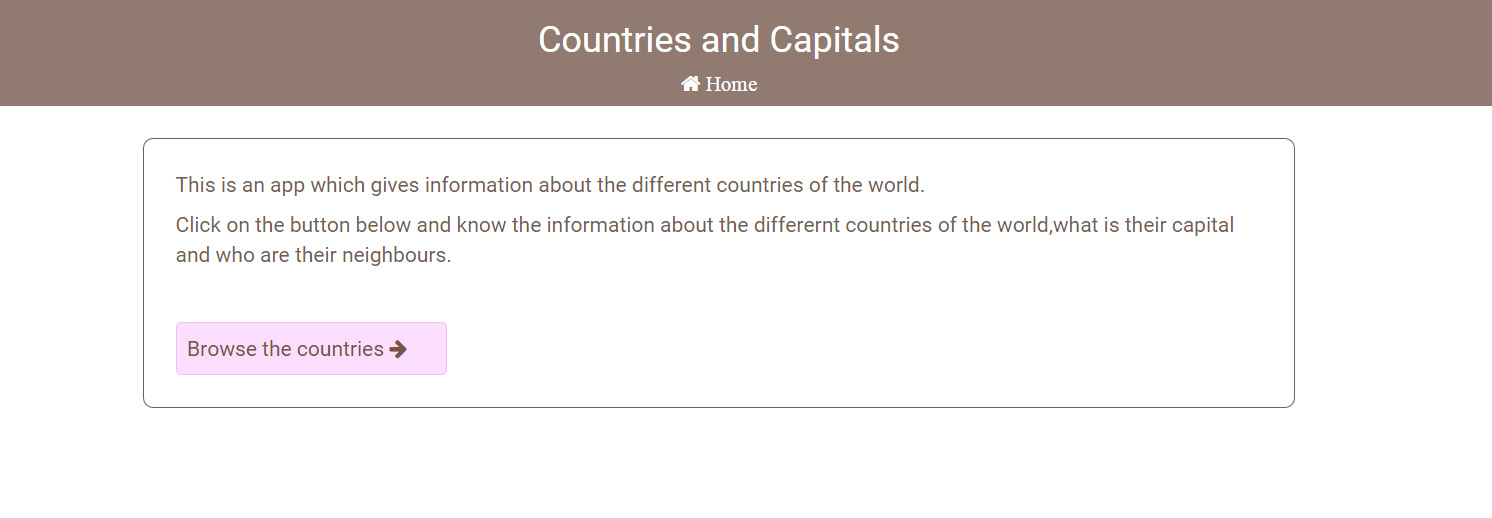 Countries and Capitals
Home
This is an app which gives information about the different countries of the world.
Click on the button below and know the information about the differernt countries of the world,what is their capital
and who are their neighbours.
Browse the countries